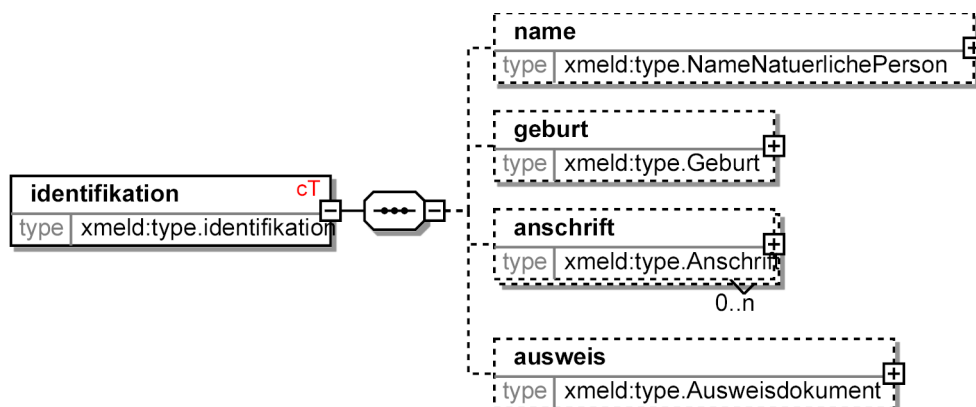 name
type xmeld:type.NameNatuerlichePerson
geburt
type xmeld:type.Geburt
identifikation cT
type xmeld:type.identifikation
anschrift
type xmeld:type.Anschrift
0..n
ausweis
type xmeld:type.Ausweisdokument